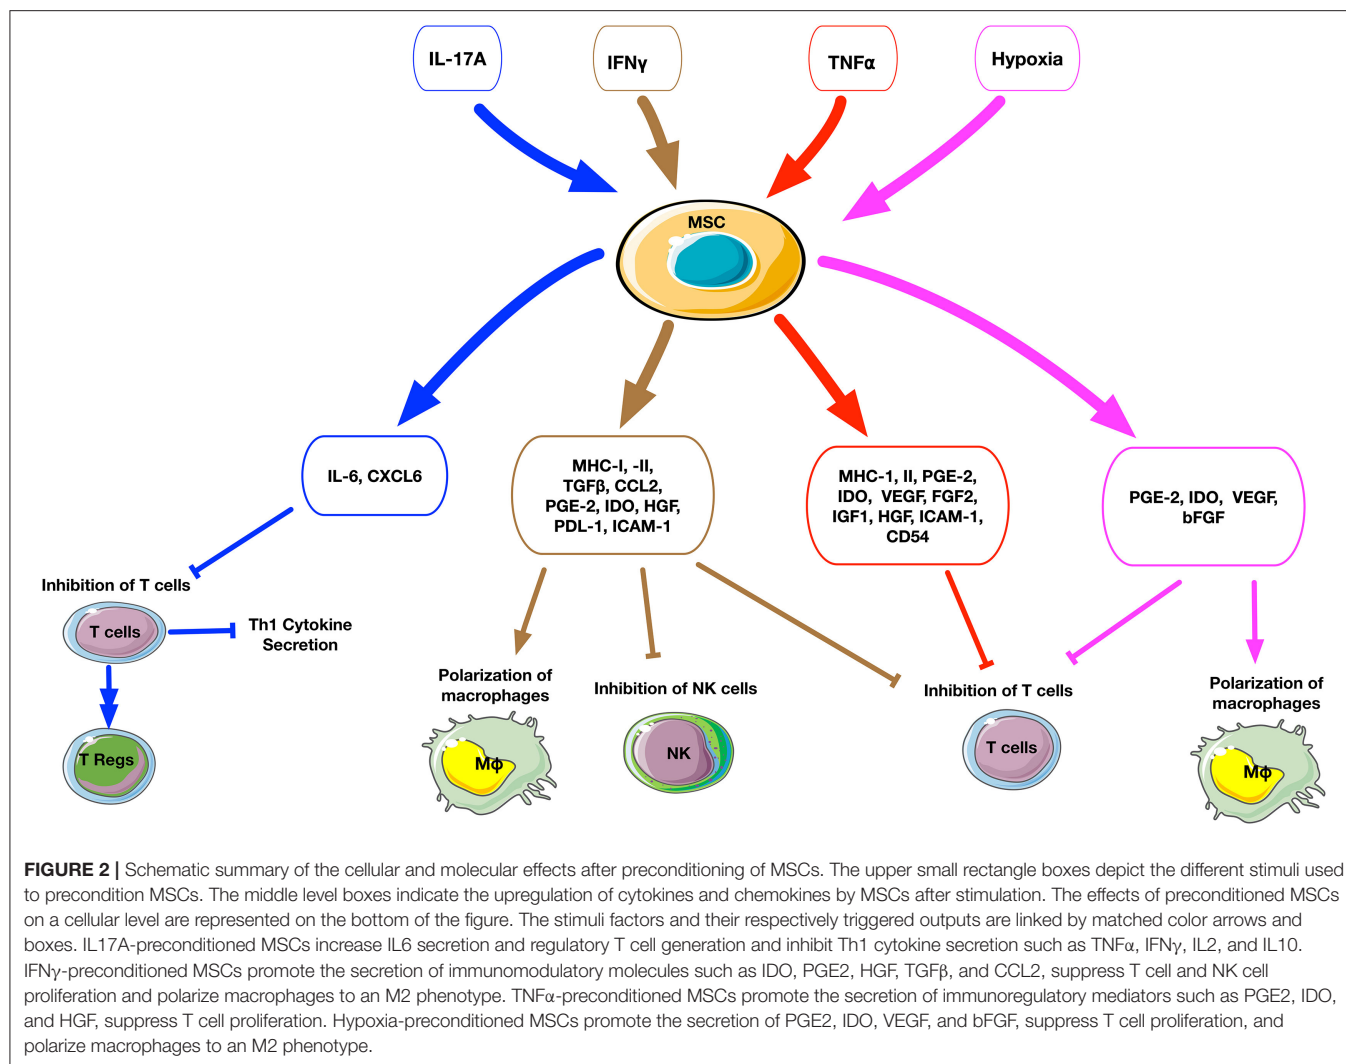 IL-17A
IFNγ
TNFα
Hypoxia
MSC
IL-6, CXCL6
MHC-I, -II,
TGFβ, CCL2,
PGE-2, IDO, HGF,
PDL-1, ICAM-1
MHC-1, II, PGE-2,
IDO, VEGF, FGF2,
IGF1, HGF, ICAM-1,
CD54
PGE-2, IDO, VEGF,
bFGF
Inhibition of T cells
T cells
Th1 Cytokine
Secretion
T Regs
Polarization of
macrophages
Mϕ
Inhibition of NK cells
NK
Inhibition of T cells
T cells
Polarization of
macrophages
Mϕ
FIGURE 2 | Schematic summary of the cellular and molecular effects after preconditioning of MSCs. The upper small rectangle boxes depict the different stimuli used
to precondition MSCs. The middle level boxes indicate the upregulation of cytokines and chemokines by MSCs after stimulation. The effects of preconditioned MSCs
on a cellular level are represented on the bottom of the figure. The stimuli factors and their respectively triggered outputs are linked by matched color arrows and
boxes. IL17A-preconditioned MSCs increase IL6 secretion and regulatory T cell generation and inhibit Th1 cytokine secretion such as TNFα, IFNγ, IL2, and IL10.
IFNγ-preconditioned MSCs promote the secretion of immunomodulatory molecules such as IDO, PGE2, HGF, TGFβ, and CCL2, suppress T cell and NK cell
proliferation and polarize macrophages to an M2 phenotype. TNFα-preconditioned MSCs promote the secretion of immunoregulatory mediators such as PGE2, IDO,
and HGF, suppress T cell proliferation. Hypoxia-preconditioned MSCs promote the secretion of PGE2, IDO, VEGF, and bFGF, suppress T cell proliferation, and
polarize macrophages to an M2 phenotype.